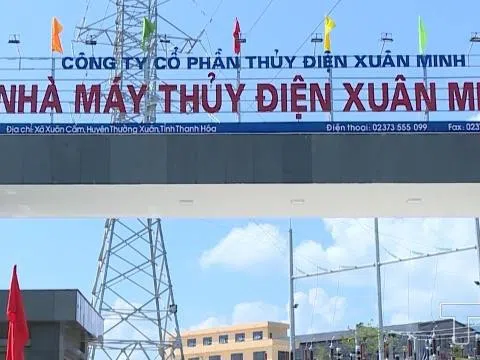 CÔNG TY CỔ PHẦN THỦY ĐIỆN XUÂN MINH
NHÀ MÁY THỦY ĐIỆN XUÂN MI
Địa chỉ: Xã Xuân Cẩm, Huyện Thường Xuân, Tỉnh Thanh Hóa Điện thoại: 02373 555 099 Fax: 0237